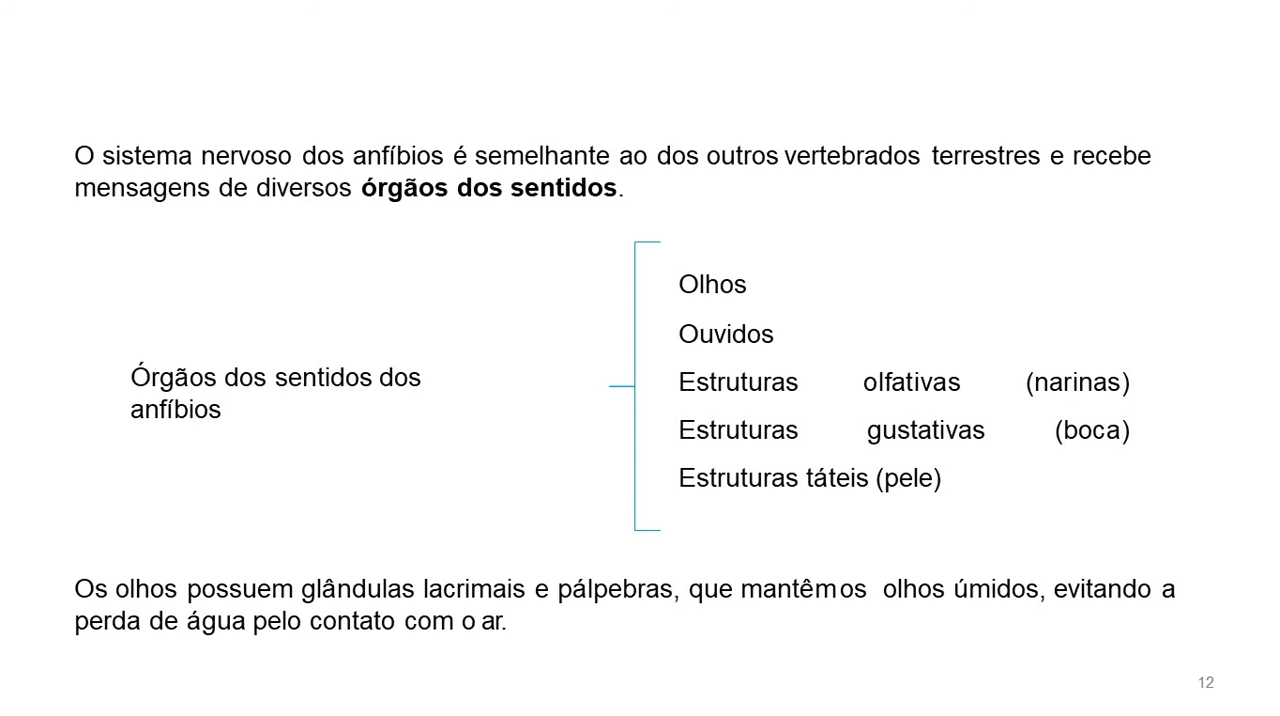 O sistema nervoso dos anfíbios é semelhante ao dos outros vertebrados terrestres e recebe
mensagens de diversos órgãos dos sentidos.
Órgãos dos sentidos dos
anfíbios
Olhos
Ouvidos
Estruturas olfativas (narinas)
Estruturas gustativas (boca)
Estruturas táteis (pele)
Os olhos possuem glândulas lacrimais e pálpebras, que mantêm os olhos úmidos, evitando a
perda de água pelo contato com o ar.
12